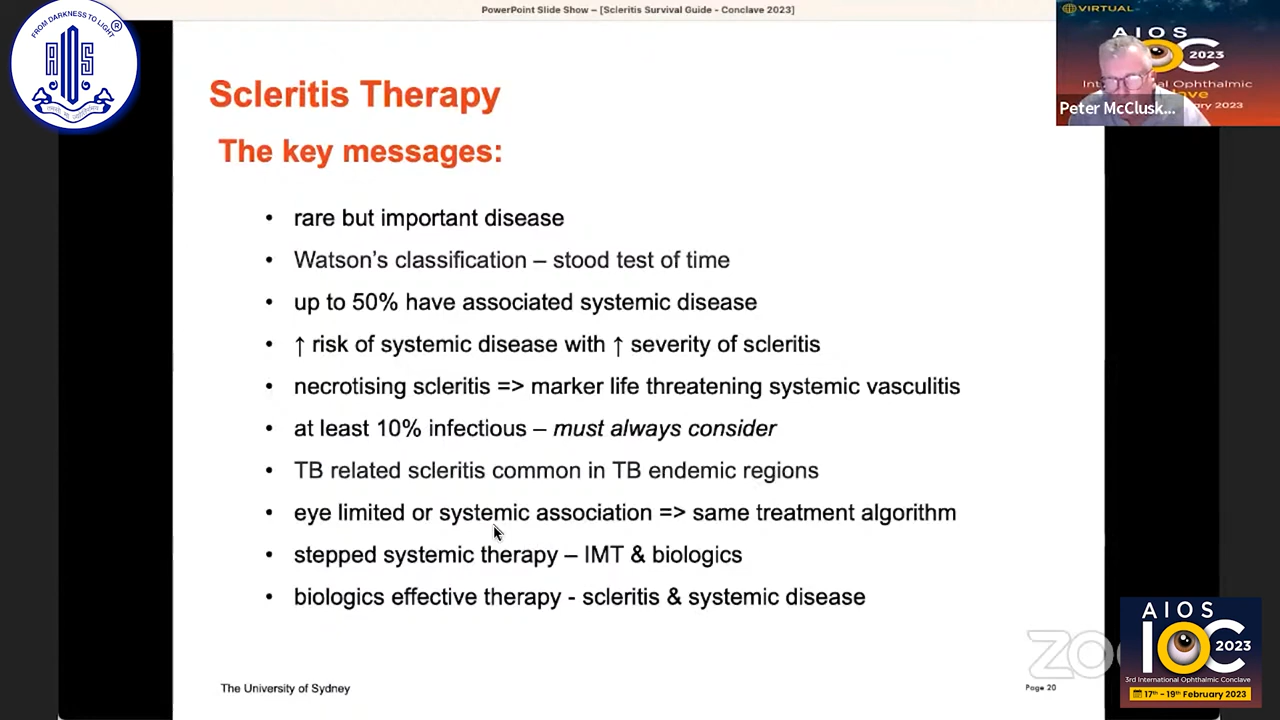 PowerPoint Slide Show – [Scleritis Survival Guide - Conclave 2023]
FROM DARKNESS TO LIGHT
®
AIOS
VIRTUAL
AIOS
IOC 2023
Peter McClusk...
Scleritis Therapy
The key messages:
• rare but important disease
• Watson’s classification – stood test of time
• up to 50% have associated systemic disease
• ↑ risk of systemic disease with ↑ severity of scleritis
• necrotising scleritis => marker life threatening systemic vasculitis
• at least 10% infectious – must always consider
• TB related scleritis common in TB endemic regions
• eye limited or systemic association => same treatment algorithm
• stepped systemic therapy – IMT & biologics
• biologics effective therapy - scleritis & systemic disease
The University of Sydney
Page 20
AIOS
IOC 2023
3rd International Ophthalmic Conclave
17th - 19th February 2023